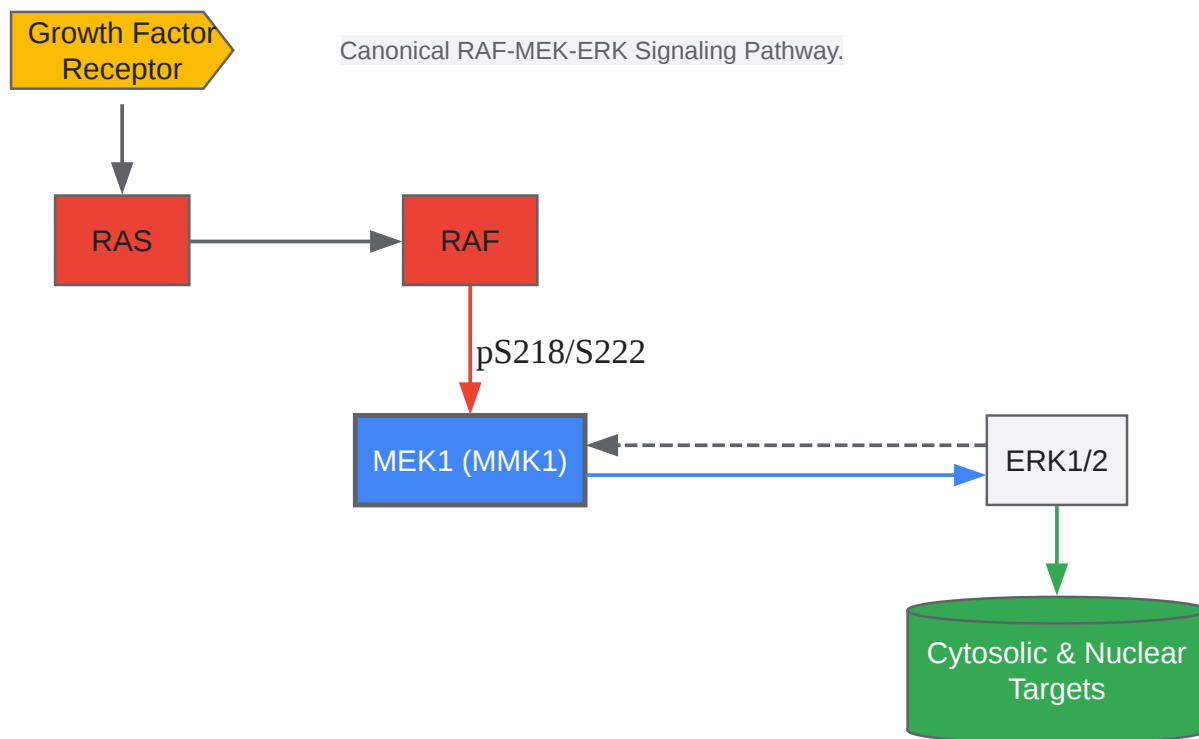 Growth Factor
Receptor
Canonical RAF-MEK-ERK Signaling Pathway.
RAS
RAF
pS218/S222
MEK1 (MMK1)
ERK1/2
Cytosolic & Nuclear
Targets